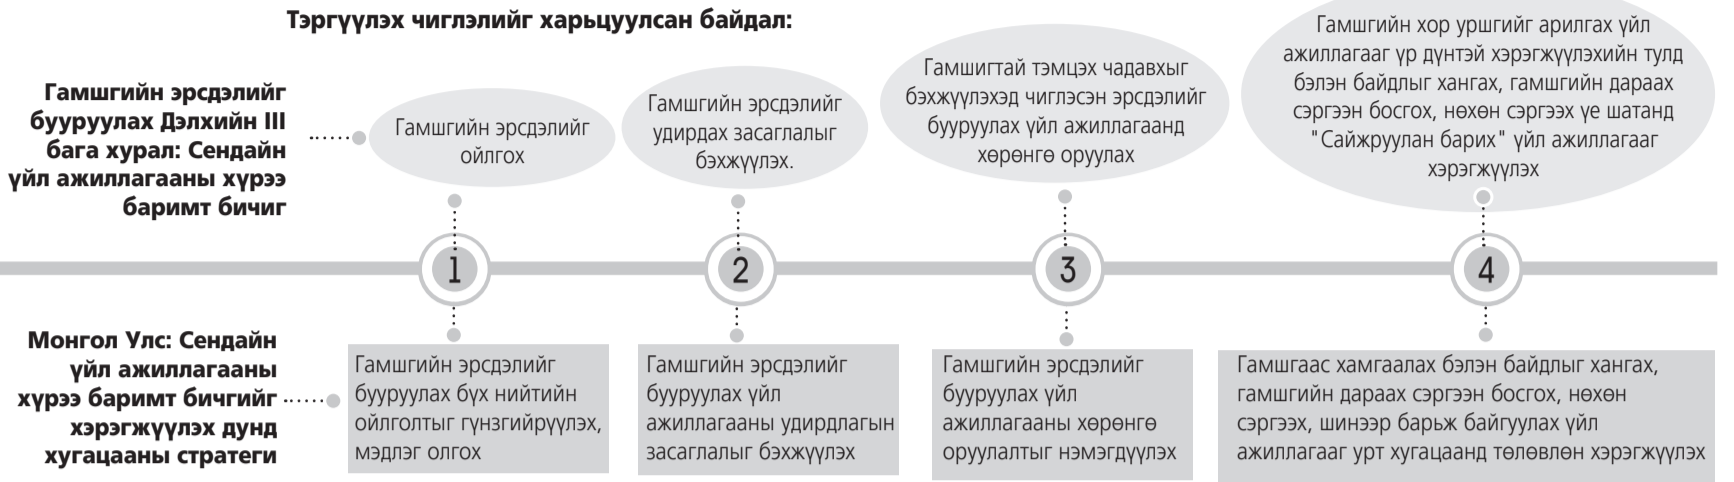 Тэргүүлэх чиглэлийг харьцуулсан байдал:
Гамшгийн эрсдэлийг
бууруулах Дэлхийн III
бага хурал: Сендайн
үйл ажиллагааны хүрээ
баримт бичиг
Гамшгийн эрсдэлийг
ойлгох
Гамшгийн эрсдэлийг
удирдах засаглалыг
бэхжүүлэх.
Гамшигтай тэмцэх чадавхыг
бэхжүүлэхэд чиглэсэн эрсдэлийг
бууруулах үйл ажиллагаанд
хөрөнгө оруулах
Гамшгийн хор уршгийг арилгах үйл
ажиллагааг үр дүнтэй хэрэгжүүлэхийн тулд
бэлэн байдлыг хангах, гамшгийн дараах
сэргээн босгох, нөхөн сэргээх үе шатанд
"Сайжруулан барих" үйл ажиллагааг
хэрэгжүүлэх
1
2
3
4
Монгол Улс: Сендайн
үйл ажиллагааны
хүрээ баримт бичгийг
хэрэгжүүлэх дунд
хугацааны стратеги
Гамшгийн эрсдэлийг
бууруулах бүх нийтийн
ойлголтыг гүнзгийрүүлэх,
мэдлэг олгох
Гамшгийн эрсдэлийг
бууруулах үйл
ажиллагааны удирдлагын
засаглалыг бэхжүүлэх
Гамшгийн эрсдэлийг
бууруулах үйл
ажиллагааны хөрөнгө
оруулалтыг нэмэгдүүлэх
Гамшгаас хамгаалах бэлэн байдлыг хангах,
гамшгийн дараах сэргээн босгох, нөхөн
сэргээх, шинээр барьж байгуулах үйл
ажиллагааг урт хугацаанд төлөвлөн хэрэгжүүлэх